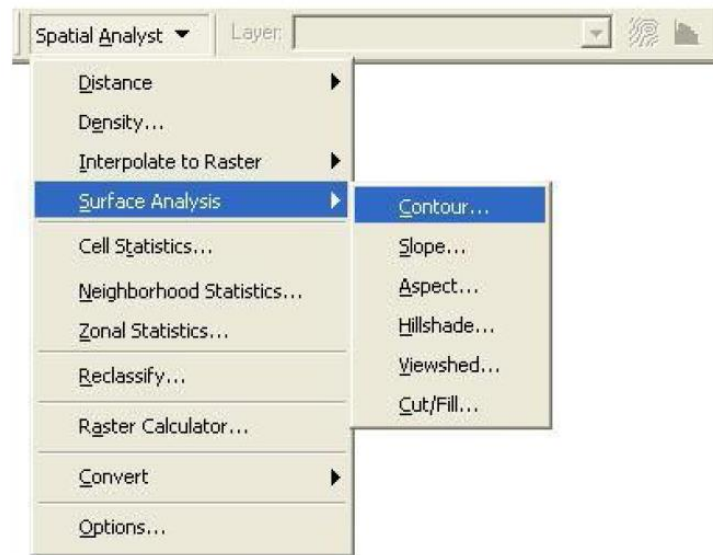 Spatial Analyst Layer:
Distance
Density...
Interpolate to Raster
Surface Analysis
Cell Statistics...
Neighborhood Statistics...
Zonal Statistics...
Reclassify...
Raster Calculator...
Convert
Options...
Contour...
Slope...
Aspect...
Hillshade...
Viewshed...
Cut/Fill...